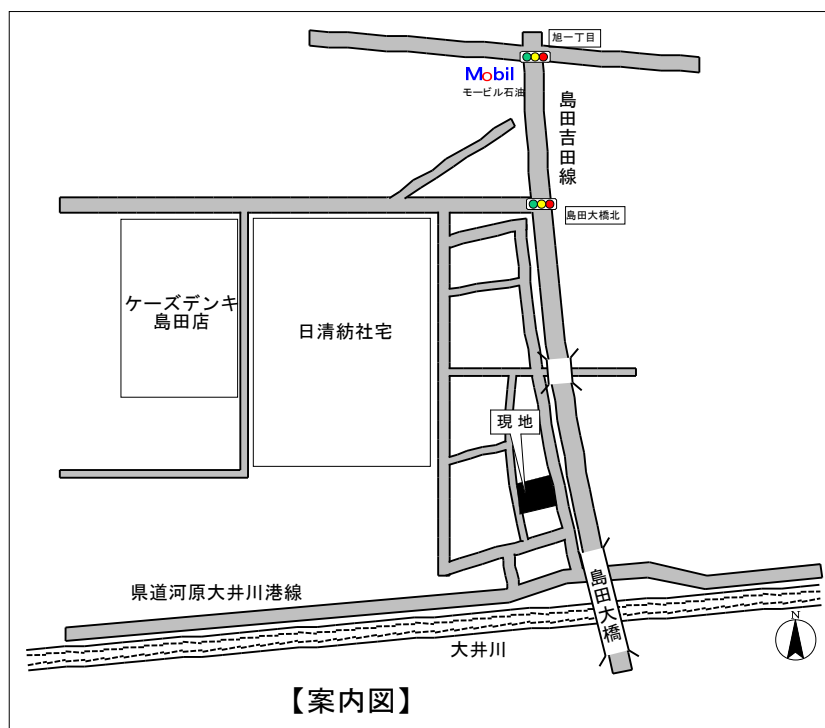 旭一丁目
Mobil
モービル石油
島田吉田線
島田大橋北
ケーズデンキ
島田店
日清紡社宅
現地
県道河原大井川港線
島田大橋
大井川
N
【案内図】